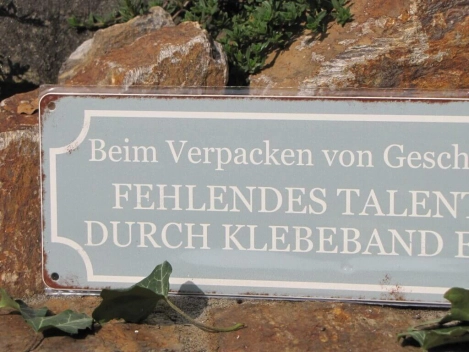 Beim Verpacken von Gesch
FEHLENDES TALENT
DURCH KLEBEBAND E